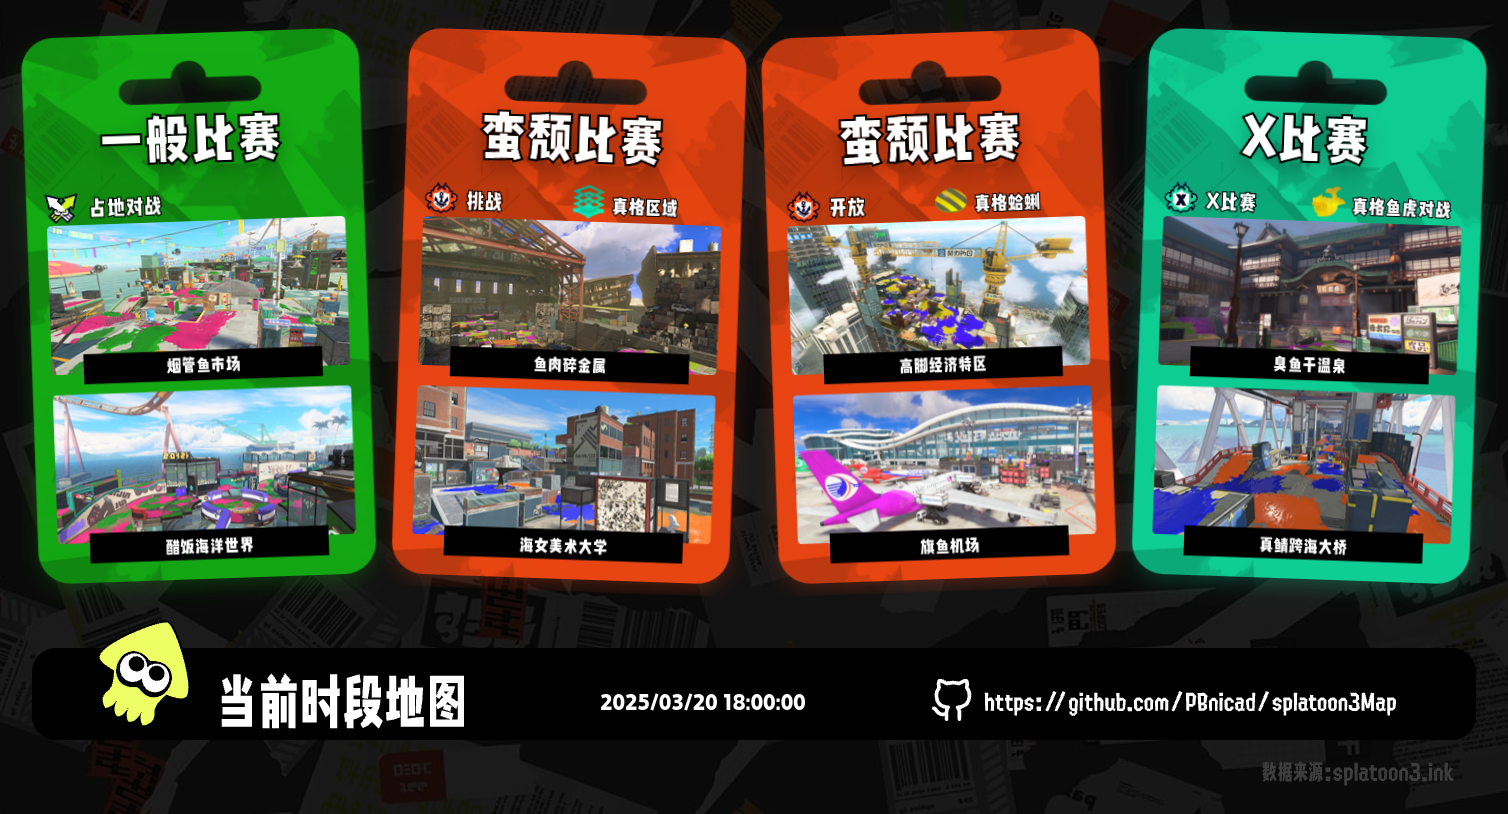 一般比赛
占地对战
烟管鱼市场
醋饭海洋世界
蛮颓比赛
挑战
真格区域
鱼肉碎金属
海女美术大学
蛮颓比赛
开放
真格蛤蜊
高脚经济特区
旗鱼机场
X比赛
X比赛
真格鱼虎对战
臭鱼干温泉
真鲭跨海大桥
当前时段地图
2025/03/20 18:00:00
https://github.com/PBnicad/splatoon3Map
数据来源:splatoon3.ink